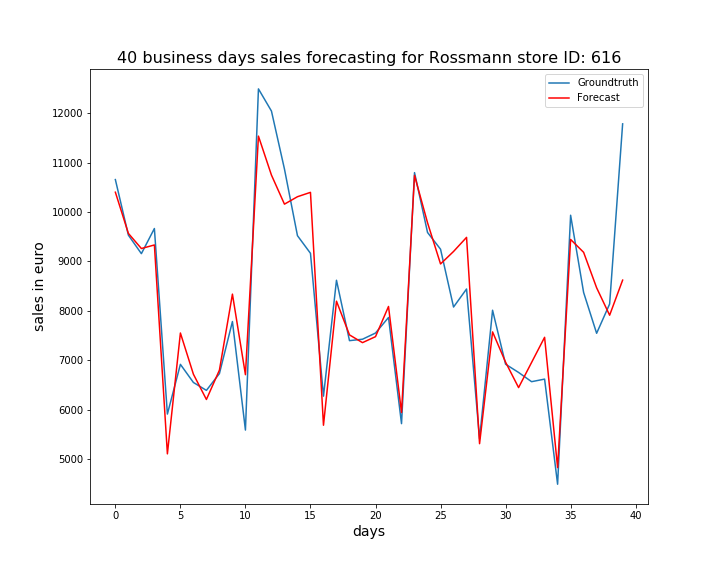 40 business days sales forecasting for Rossmann store ID: 616
Groundtruth
Forecast
12000
11000
10000
9000
8000
7000
6000
5000
sales in euro
0 5 10 15 20 25 30 35 40
days